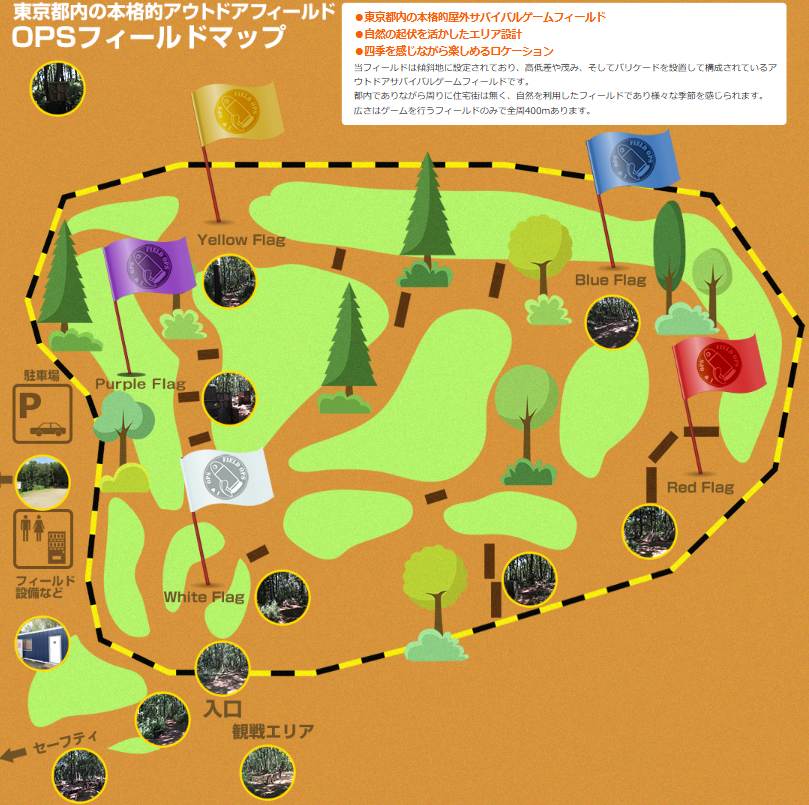 東京都内の本格的アウトドアフィールド
OPSフィールドマップ
●東京都内の本格的屋外サバイバルゲームフィールド
●自然の起伏を活かしたエリア設計
●四季を感じながら楽しめるロケーション
当フィールドは傾斜地に設定されており、高低差や茂み、そしてバリケードを設置して構成されているア
ウトドアサバイバルゲームフィールドです。
都内でありながら周りに住宅街は無く、自然を利用したフィールドであり様々な季節を感じられます。
広さはゲームを行うフィールドのみで全周400mあります。
FIELD OPS
Yellow Flag
FIELD OPS
Blue Flag
FIELD OPS
Purple Flag
FIELD OPS
Red Flag
OPS FIELD OPS
White Flag
駐車場
P
フィールド
設備など
入口
観戦エリア
セーフティ